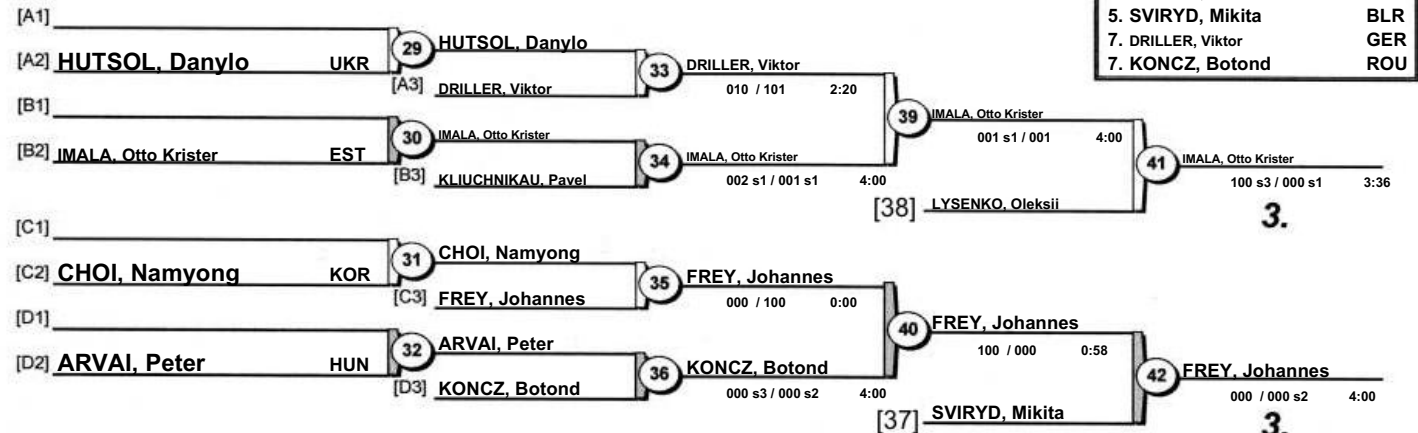 5. SVIRYD, Mikita BLR
7. DRILLER, Viktor GER
7. KONCZ, Botond ROU
[A1]
[A2] HUTSOL, Danylo UKR
29
HUTSOL, Danylo
[A3] DRILLER, Viktor
33
DRILLER, Viktor
010 / 101 2:20
[B1]
[B2] IMALA, Otto Krister EST
30
IMALA, Otto Krister
[B3] KLIUCHNIKAU, Pavel
34
IMALA, Otto Krister
002 s1 / 001 s1 4:00
39
IMALA, Otto Krister
001 s1 / 001 4:00
[38] LYSENKO, Oleksii
41
IMALA, Otto Krister
100 s3 / 000 s1 3:36
3.
[C1]
[C2] CHOI, Namyong KOR
31
CHOI, Namyong
[C3] FREY, Johannes
35
FREY, Johannes
000 / 100 0:00
[D1]
[D2] ARVAI, Peter HUN
32
ARVAI, Peter
[D3] KONCZ, Botond
36
KONCZ, Botond
000 s3 / 000 s2 4:00
40
FREY, Johannes
100 / 000 0:58
[37] SVIRYD, Mikita
42
FREY, Johannes
000 / 000 s2 4:00
3.